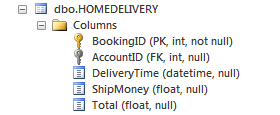 dbo.HOMEDELIVERY
Columns
BookingID (PK, int, not null)
AccountID (FK, int, null)
DeliveryTime (datetime, null)
ShipMoney (float, null)
Total (float, null)